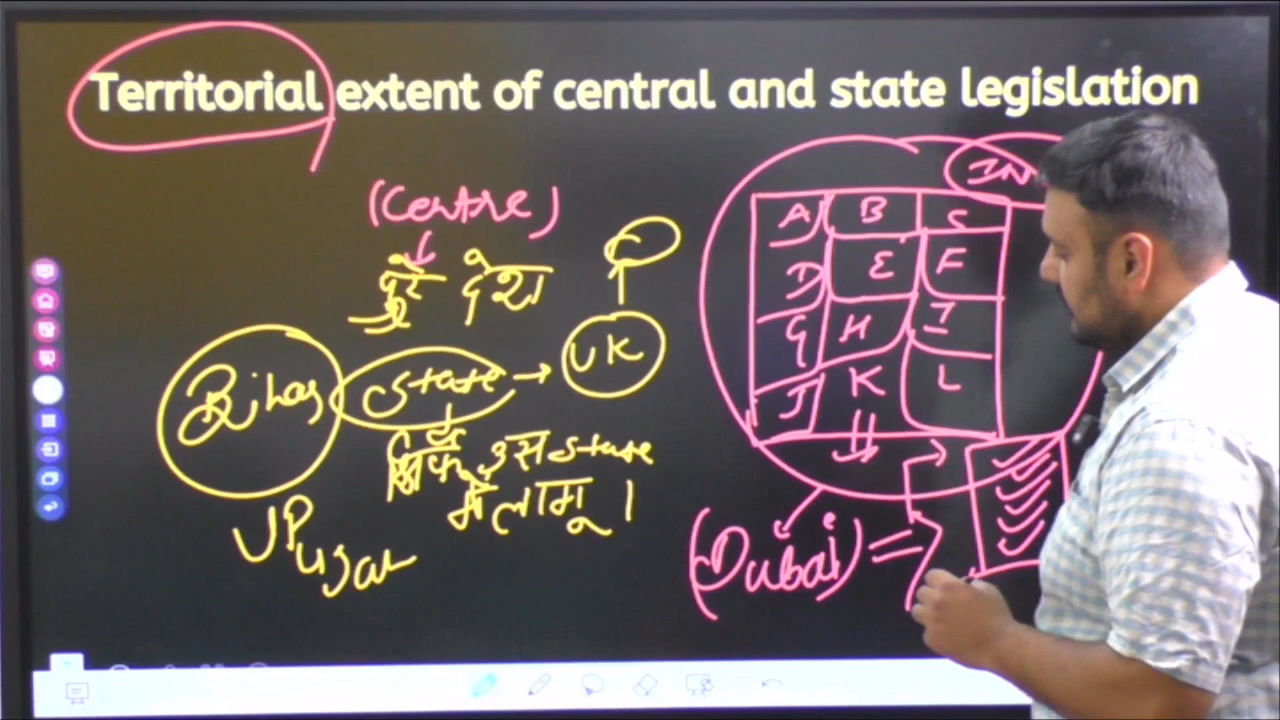 Territorial extent of central and state legislation
(Centre)
पुरे देश
Bihar
State → UK
सिर्फ उस State
में लागू ।
UP
IN
A B C
D E F
G H I
J K L
(Dubai) =